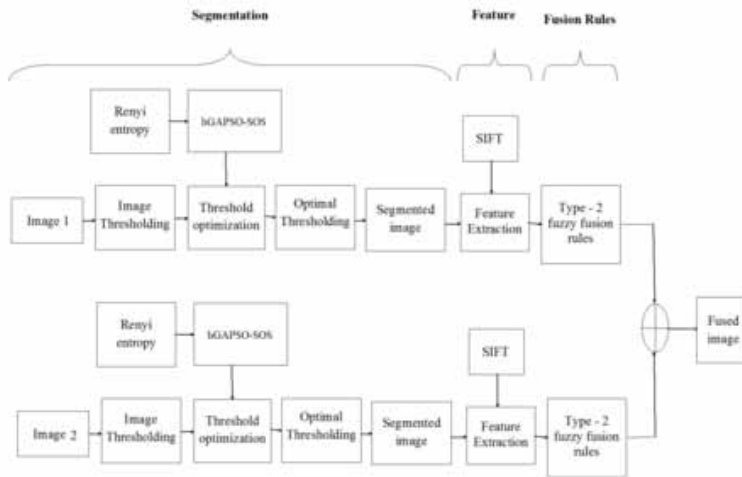 Segmentation
Feature
Fusion Rules
Renyi
entropy
hGAPSO-SOS
SIFT
Image 1
Image
Thresholding
Threshold
optimization
Optimal
Thresholding
Segmented
image
Feature
Extraction
Type - 2
fuzzy fusion
rules
Renyi
entropy
hGAPSO-SOS
SIFT
Fused
image
Image 2
Image
Thresholding
Threshold
optimization
Optimal
Thresholding
Segmented
image
Feature
Extraction
Type - 2
fuzzy fusion
rules